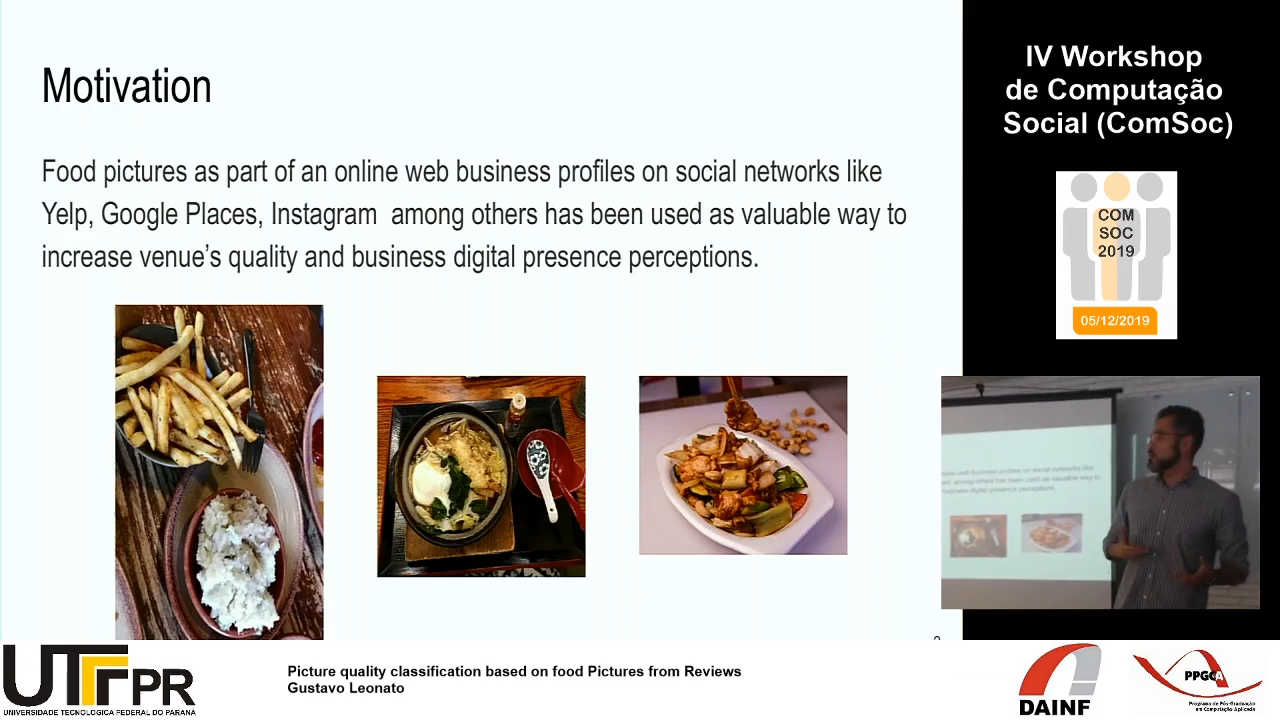 Motivation
Food pictures as part of an online web business profiles on social networks like
Yelp, Google Places, Instagram  among others has been used as valuable way to
increase venue’s quality and business digital presence perceptions.
IV Workshop
de Computação
Social (ComSoc)
COM
SOC
2019
05/12/2019
UTFPR
UNIVERSIDADE TECNOLÓGICA FEDERAL DO PARANÁ
Picture quality classification based on food Pictures from Reviews
Gustavo Leonato
DAINF
PPGCA
Programa de Pós-Graduação
em Computação Aplicada